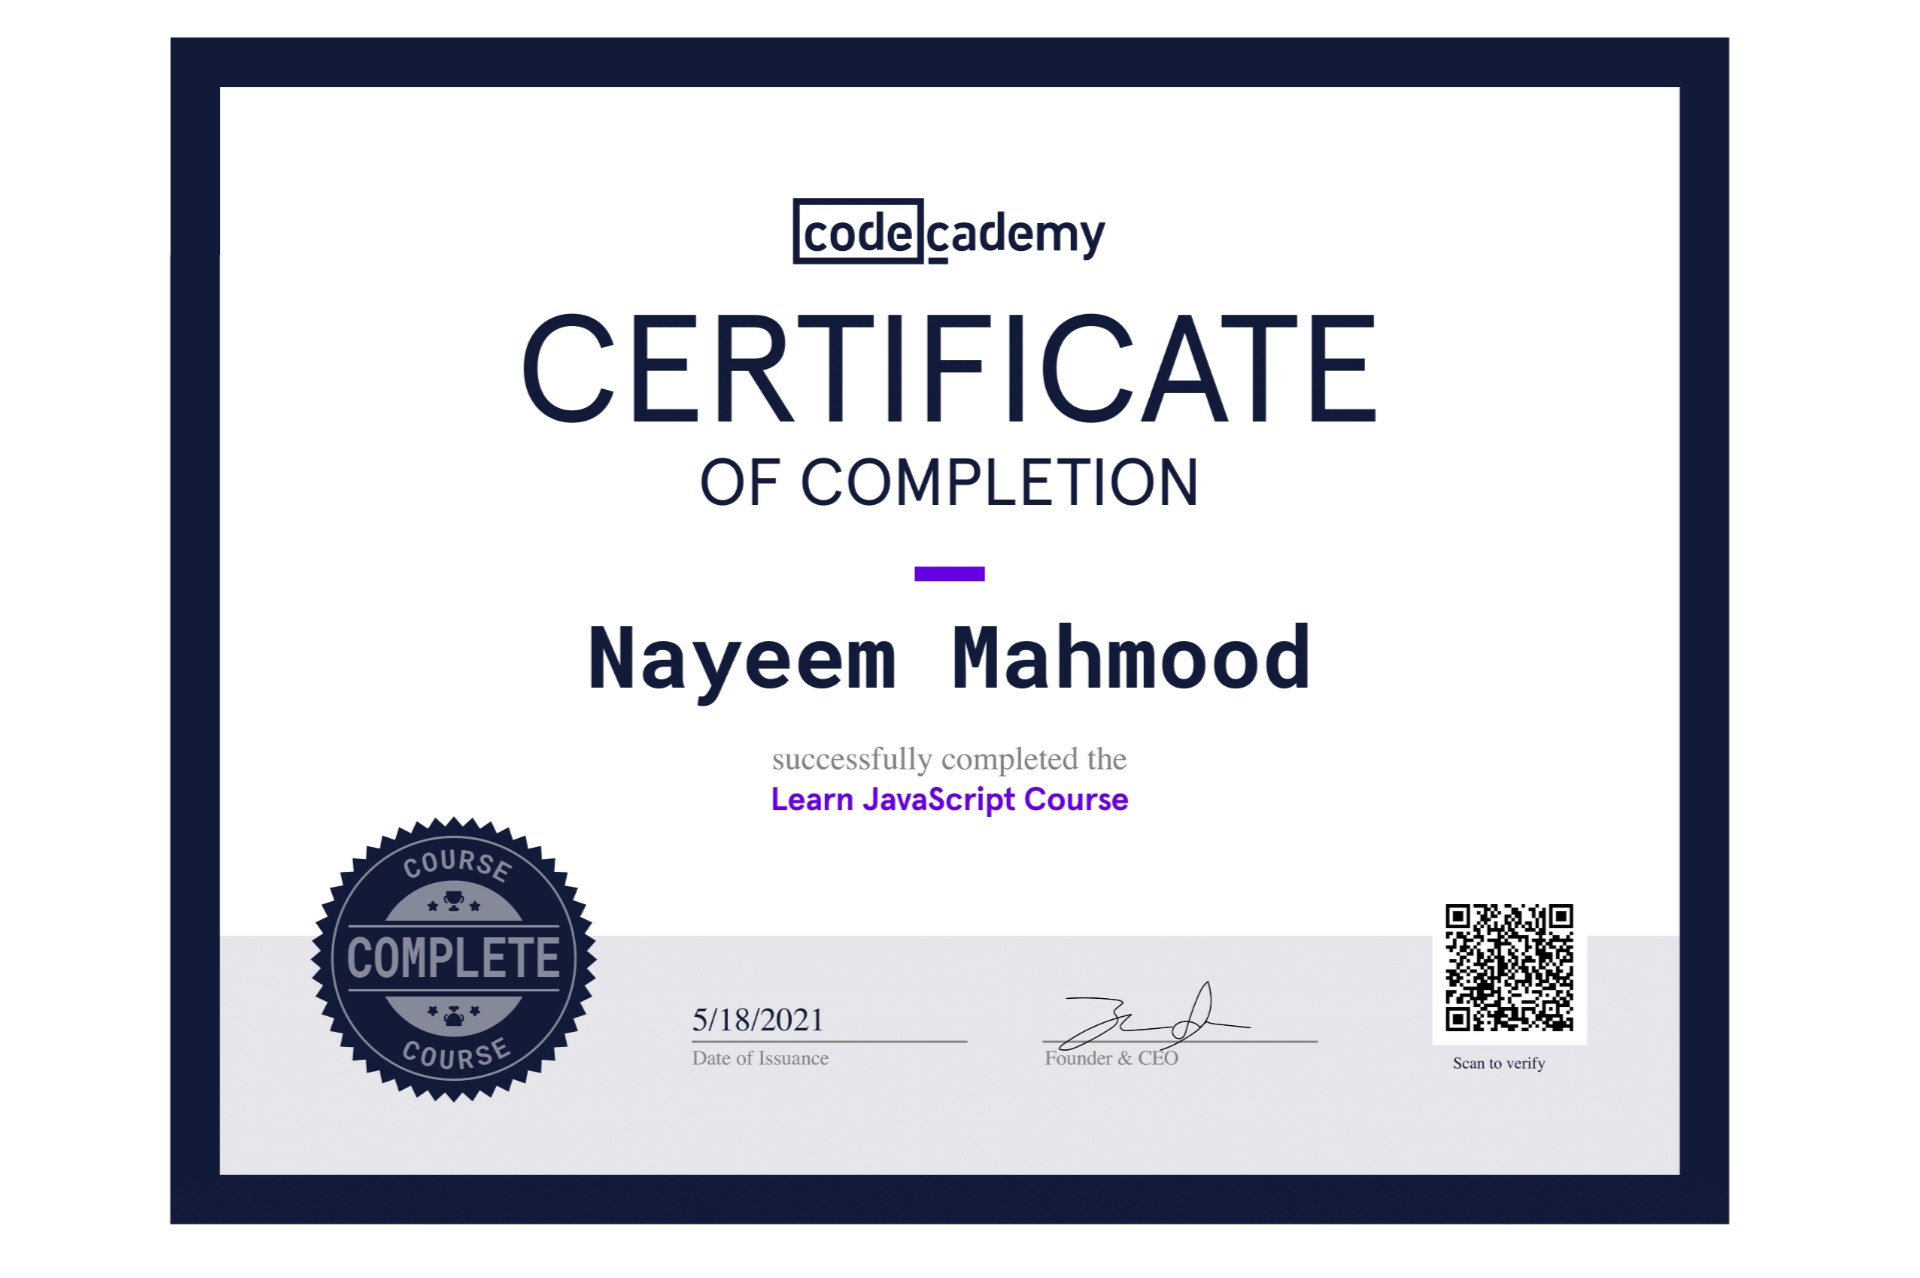 codecademy
CERTIFICATE
OF COMPLETION
Nayeem Mahmood
successfully completed the
Learn JavaScript Course
COURSE
COMPLETE
COURSE
5/18/2021
Date of Issuance
Founder & CEO
Scan to verify